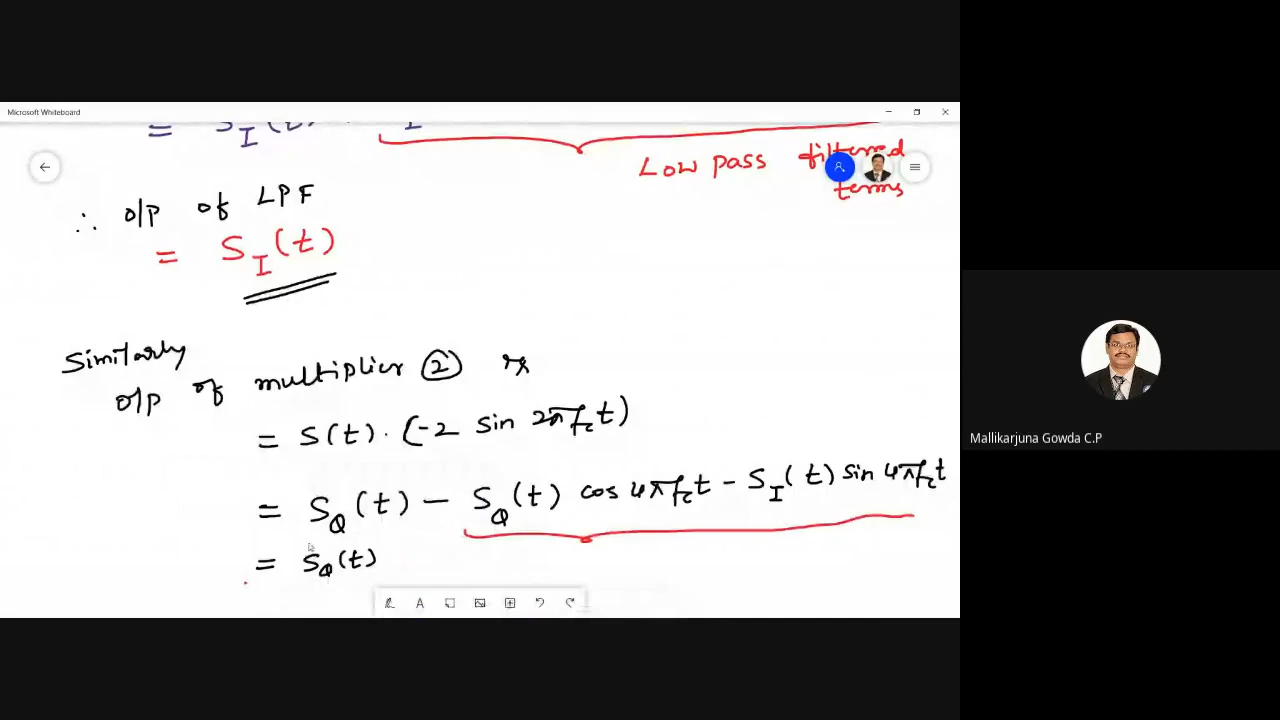 Microsoft Whiteboard
= S_I(t)
Low pass filtered
terms
∴ o/p of LPF
= S_I(t)
Similarly
o/p of multiplier ② is
= S(t) · (-2 sin 2πf_c t)
= S_Q(t) - S_Q(t) cos 4πf_c t - S_I(t) sin 4πf_c t
= S_Q(t)
Mallikarjuna Gowda C.P